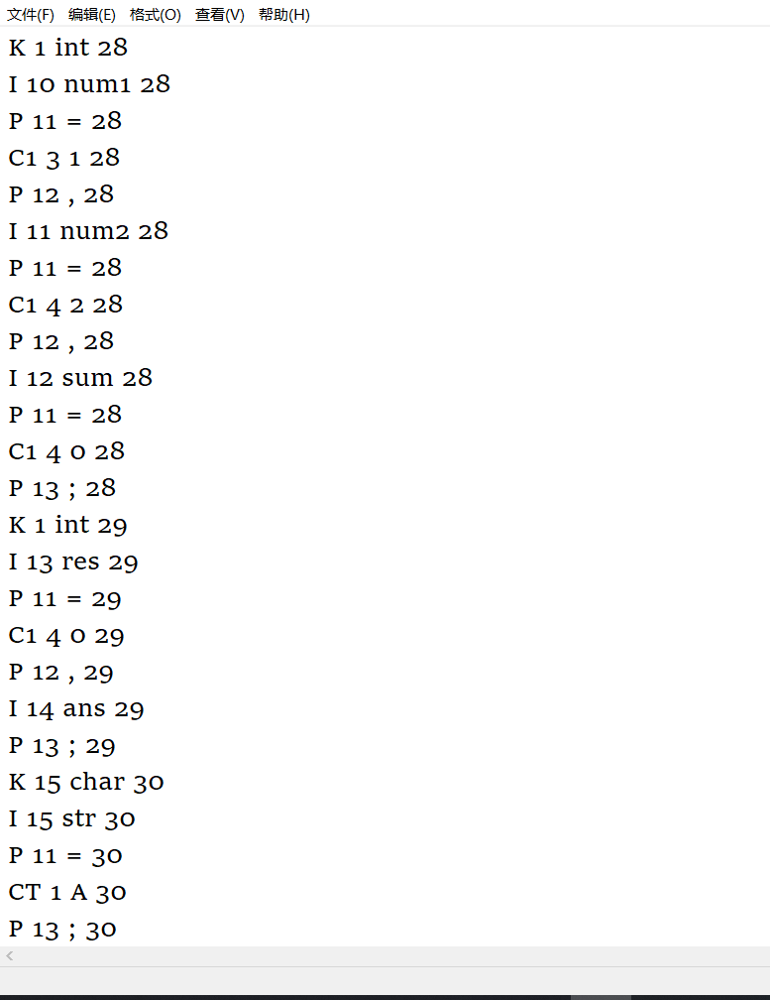 文件(F) 编辑(E) 格式(O) 查看(V) 帮助(H)
K 1 int 28
I 10 num1 28
P 11 = 28
C1 3 1 28
P 12 , 28
I 11 num2 28
P 11 = 28
C1 4 2 28
P 12 , 28
I 12 sum 28
P 11 = 28
C1 4 0 28
P 13 ; 28
K 1 int 29
I 13 res 29
P 11 = 29
C1 4 0 29
P 12 , 29
I 14 ans 29
P 13 ; 29
K 15 char 30
I 15 str 30
P 11 = 30
CT 1 A 30
P 13 ; 30